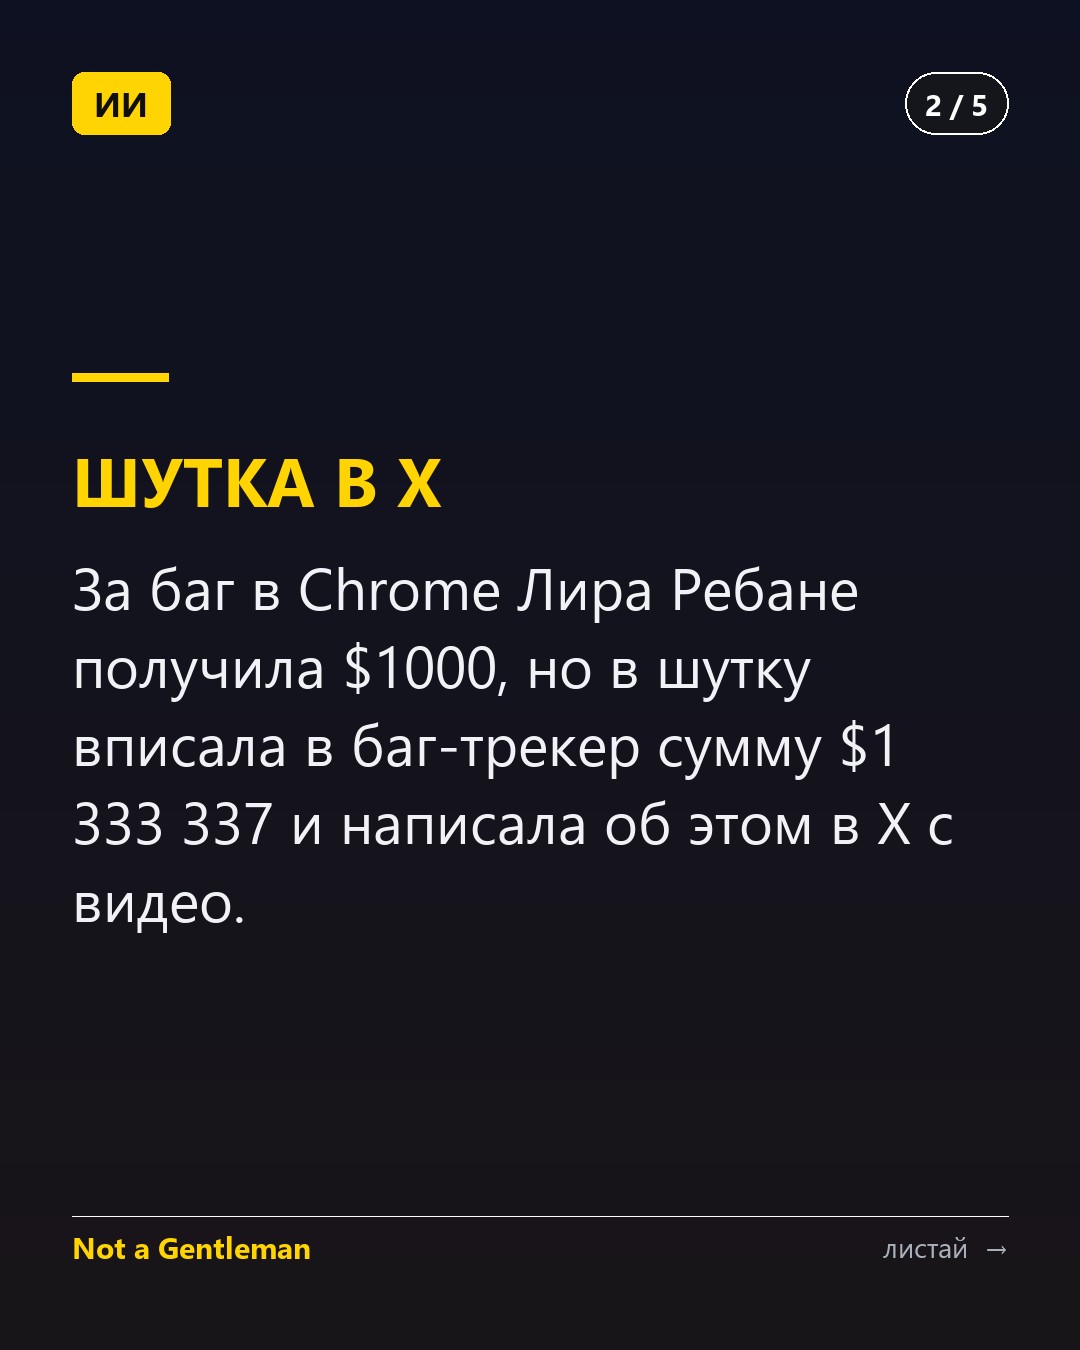 ИИ
2 / 5
ШУТКА В X
За баг в Chrome Лира Ребане
получила $1000, но в шутку
вписала в баг-трекер сумму $1
333 337 и написала об этом в X с
видео.
Not a Gentleman
листай →